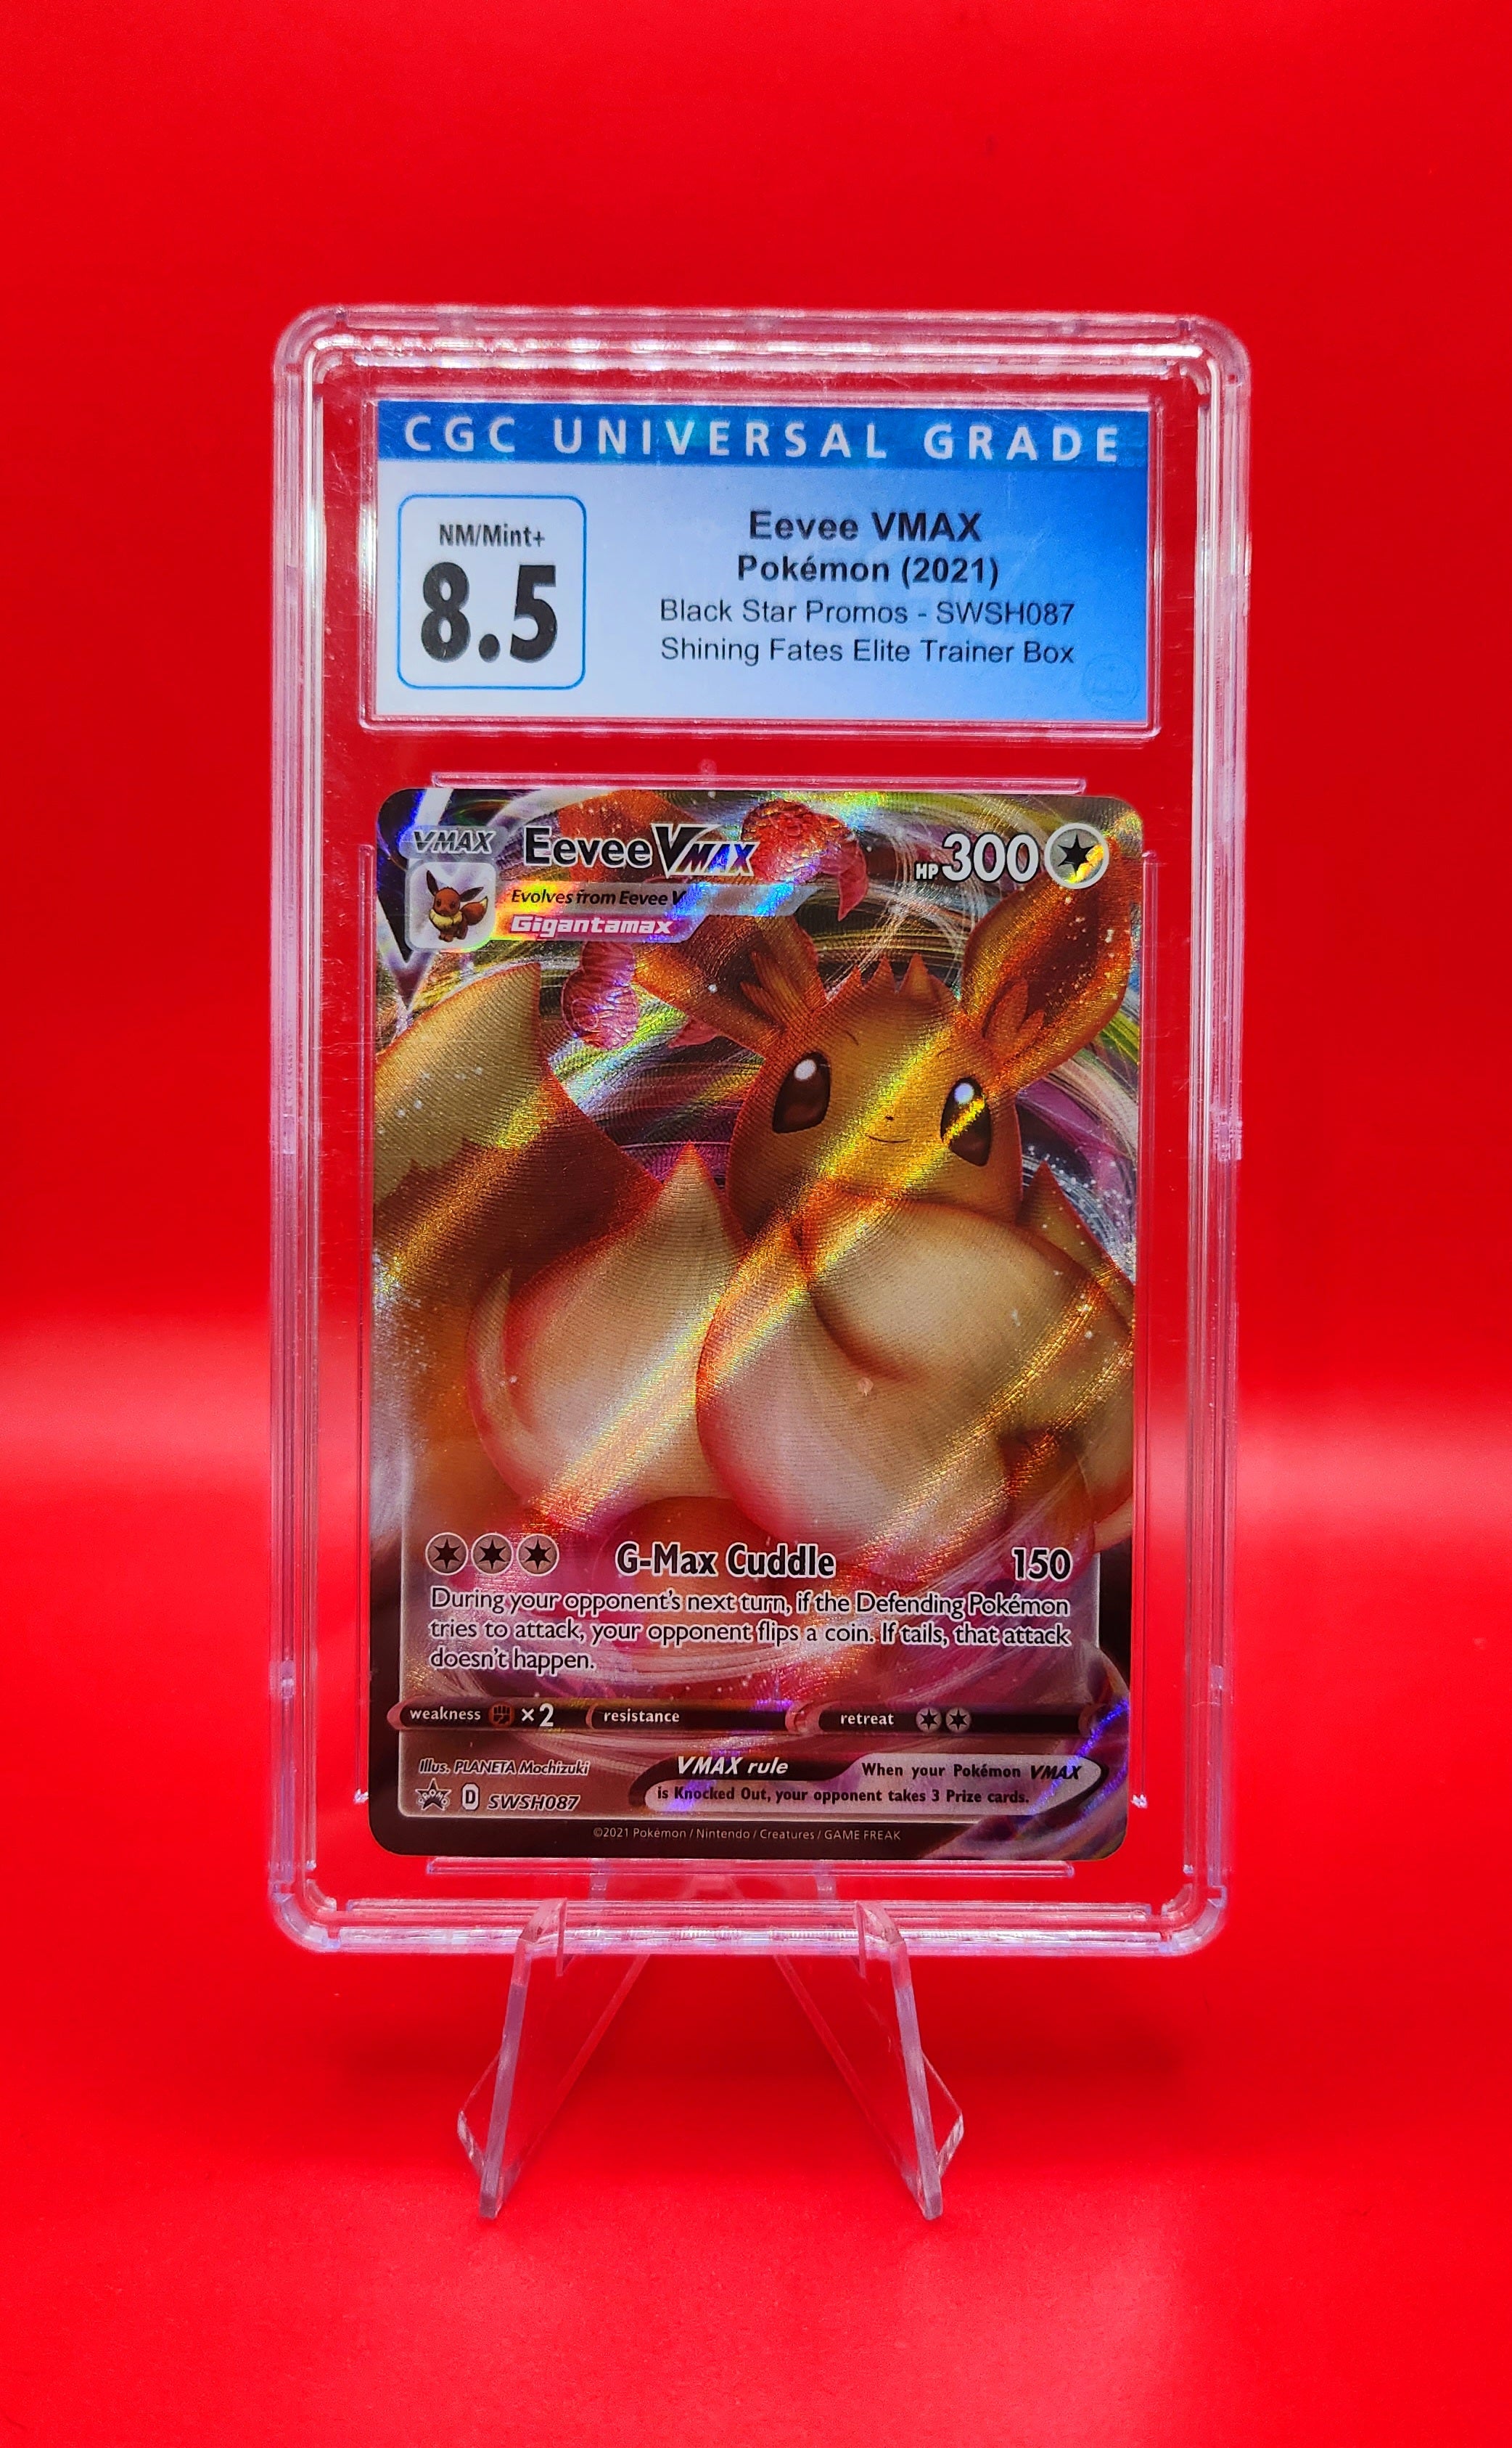 CGC UNIVERSAL GRADE
NM/Mint+
8.5
Eevee VMAX
Pokémon (2021)
Black Star Promos - SWSH087
Shining Fates Elite Trainer Box
VMAX
Eevee VMAX
HP 300
Evolves from Eevee V
Gigantamax
G-Max Cuddle 150
During your opponent's next turn, if the Defending Pokémon
tries to attack, your opponent flips a coin. If tails, that attack
doesn't happen.
weakness ×2 resistance retreat
Illus. PLANETA Mochizuki
D SWSH087
VMAX rule When your Pokémon VMAX
is Knocked Out, your opponent takes 3 Prize cards.
©2021 Pokémon / Nintendo / Creatures / GAME FREAK